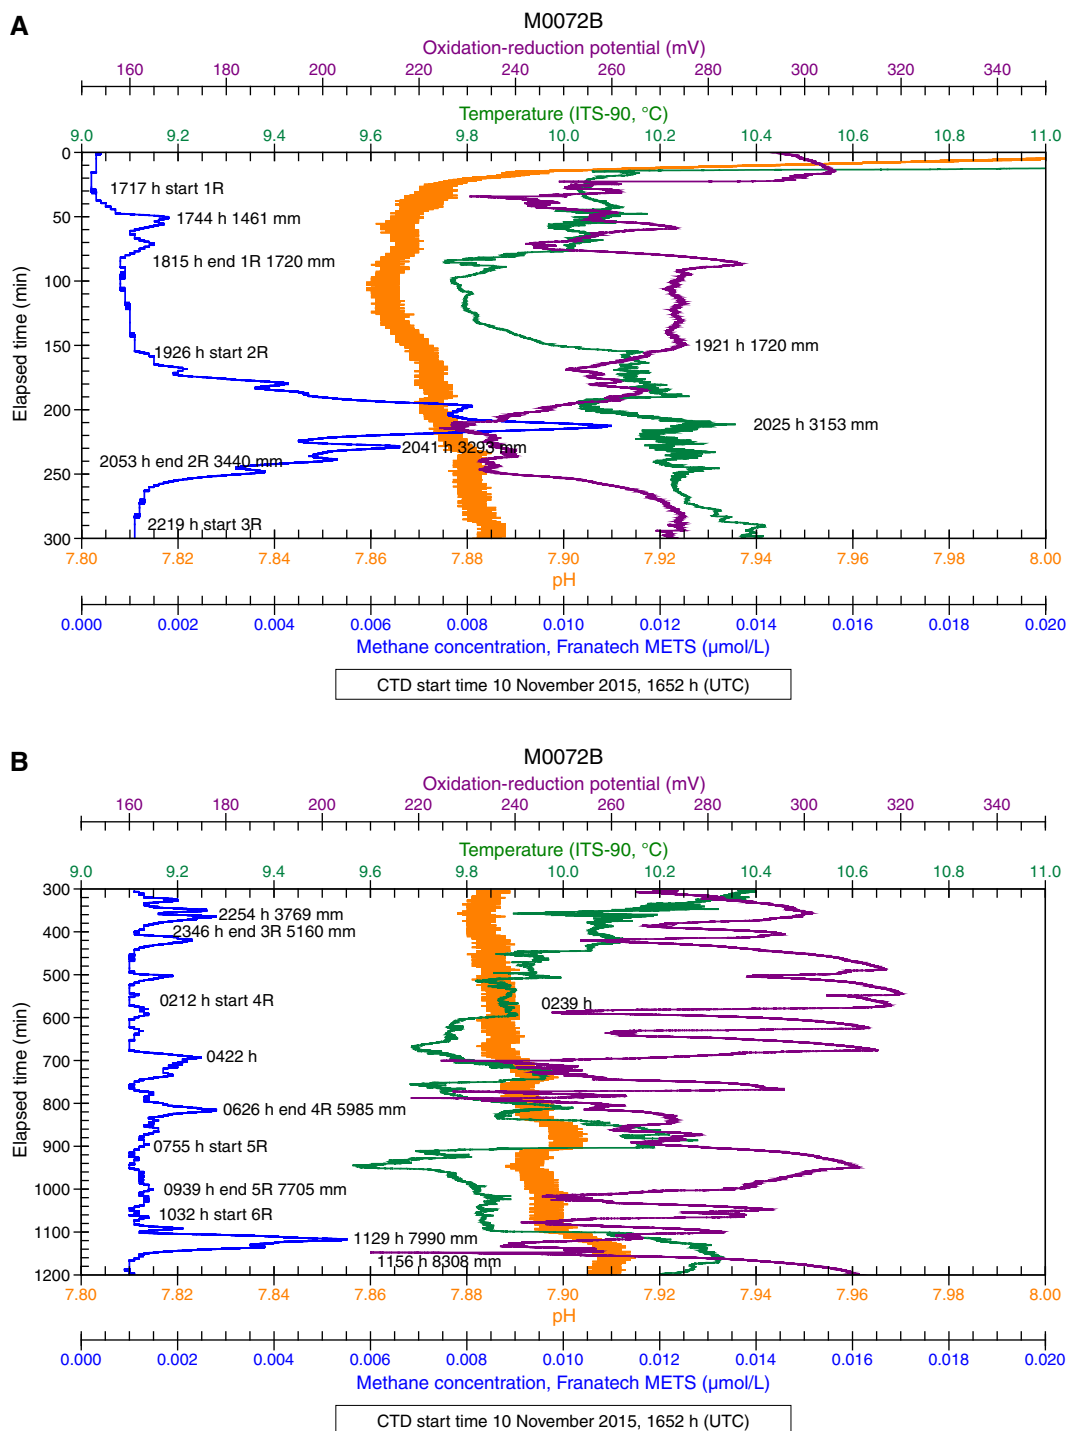 A
M0072B
Oxidation-reduction potential (mV)
160 180 200 220 240 260 280 300 320 340
Temperature (ITS-90, °C)
9.0 9.2 9.4 9.6 9.8 10.0 10.2 10.4 10.6 10.8 11.0
Elapsed time (min)
0
50
100
150
200
250
300
1717 h start 1R
1744 h 1461 mm
1815 h end 1R 1720 mm
1921 h 1720 mm
1926 h start 2R
2025 h 3153 mm
2041 h 3293 mm
2053 h end 2R 3440 mm
2219 h start 3R
7.80 7.82 7.84 7.86 7.88 7.90 7.92 7.94 7.96 7.98 8.00
pH
0.000 0.002 0.004 0.006 0.008 0.010 0.012 0.014 0.016 0.018 0.020
Methane concentration, Franatech METS (µmol/L)
CTD start time 10 November 2015, 1652 h (UTC)
B
M0072B
Oxidation-reduction potential (mV)
160 180 200 220 240 260 280 300 320 340
Temperature (ITS-90, °C)
9.0 9.2 9.4 9.6 9.8 10.0 10.2 10.4 10.6 10.8 11.0
Elapsed time (min)
300
400
500
600
700
800
900
1000
1100
1200
2254 h 3769 mm
2346 h end 3R 5160 mm
0212 h start 4R
0239 h
0422 h
0626 h end 4R 5985 mm
0755 h start 5R
0939 h end 5R 7705 mm
1032 h start 6R
1129 h 7990 mm
1156 h 8308 mm
7.80 7.82 7.84 7.86 7.88 7.90 7.92 7.94 7.96 7.98 8.00
pH
0.000 0.002 0.004 0.006 0.008 0.010 0.012 0.014 0.016 0.018 0.020
Methane concentration, Franatech METS (µmol/L)
CTD start time 10 November 2015, 1652 h (UTC)